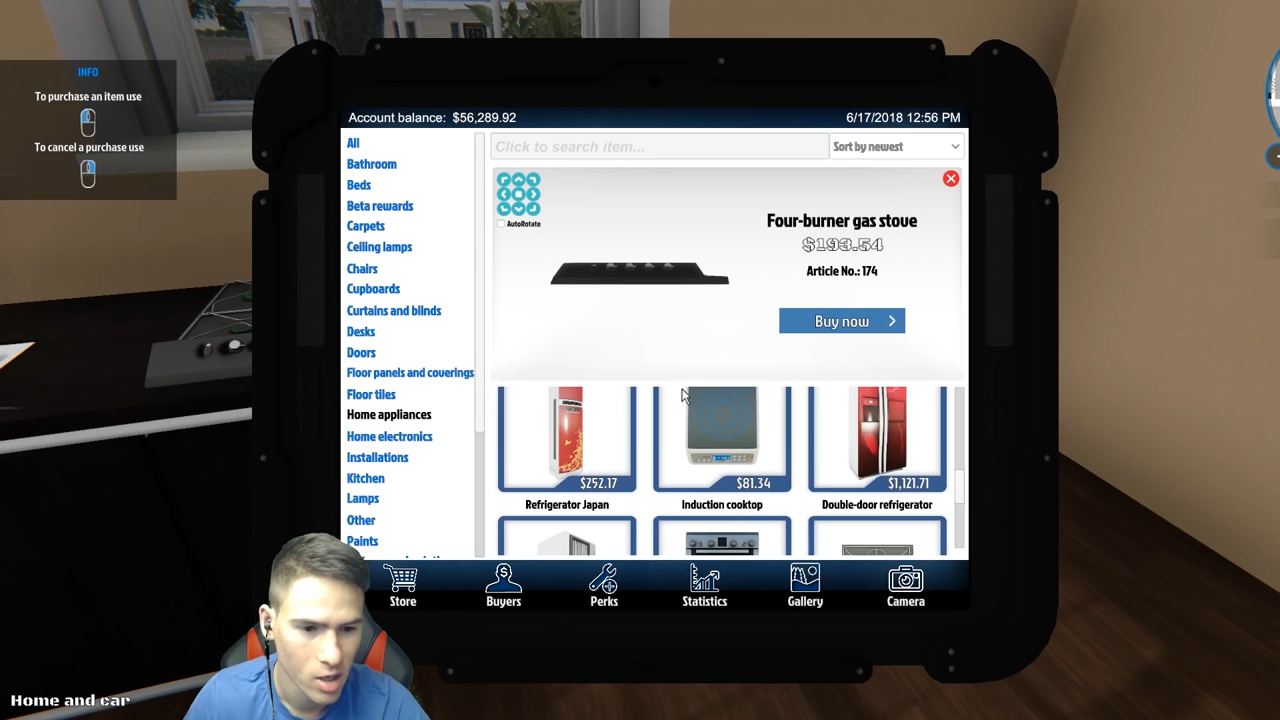 INFO
To purchase an item use
To cancel a purchase use
Account balance: $56,289.92
6/17/2018 12:56 PM
All
Bathroom
Beds
Beta rewards
Carpets
Ceiling lamps
Chairs
Cupboards
Curtains and blinds
Desks
Doors
Floor panels and coverings
Floor tiles
Home appliances
Home electronics
Installations
Kitchen
Lamps
Other
Paints
Click to search item...
Sort by newest
AutoRotate
Four-burner gas stove
$193.54
Article No.: 174
Buy now
$252.17
$81.34
$1,121.71
Refrigerator Japan
Induction cooktop
Double-door refrigerator
Store
Buyers
Perks
Statistics
Gallery
Camera
Home and car